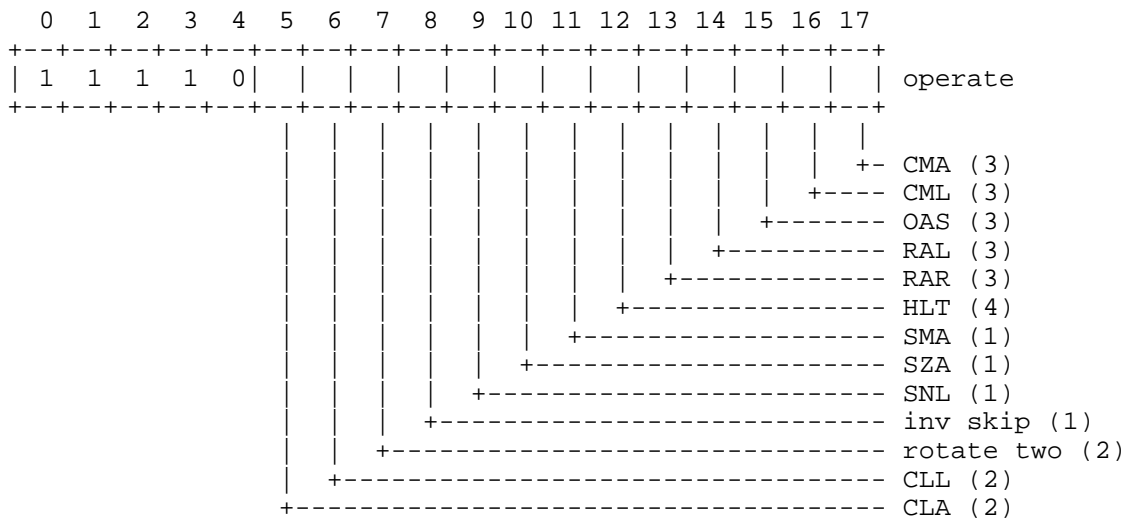 0  1  2  3  4  5  6  7  8  9 10 11 12 13 14 15 16 17
+--+--+--+--+--+--+--+--+--+--+--+--+--+--+--+--+--+--+
| 1  1  1  1  0|  |  |  |  |  |  |  |  |  |  |  |  |  | operate
+--+--+--+--+--+--+--+--+--+--+--+--+--+--+--+--+--+--+
                 |  |  |  |  |  |  |  |  |  |  |  |  |
                 |  |  |  |  |  |  |  |  |  |  |  |  +- CMA (3)
                 |  |  |  |  |  |  |  |  |  |  |  +---- CML (3)
                 |  |  |  |  |  |  |  |  |  |  +------- OAS (3)
                 |  |  |  |  |  |  |  |  |  +---------- RAL (3)
                 |  |  |  |  |  |  |  |  +------------- RAR (3)
                 |  |  |  |  |  |  |  +---------------- HLT (4)
                 |  |  |  |  |  |  +------------------- SMA (1)
                 |  |  |  |  |  +---------------------- SZA (1)
                 |  |  |  |  +------------------------- SNL (1)
                 |  |  |  +---------------------------- inv skip (1)
                 |  |  +------------------------------- rotate two (2)
                 |  +---------------------------------- CLL (2)
                 +------------------------------------- CLA (2)